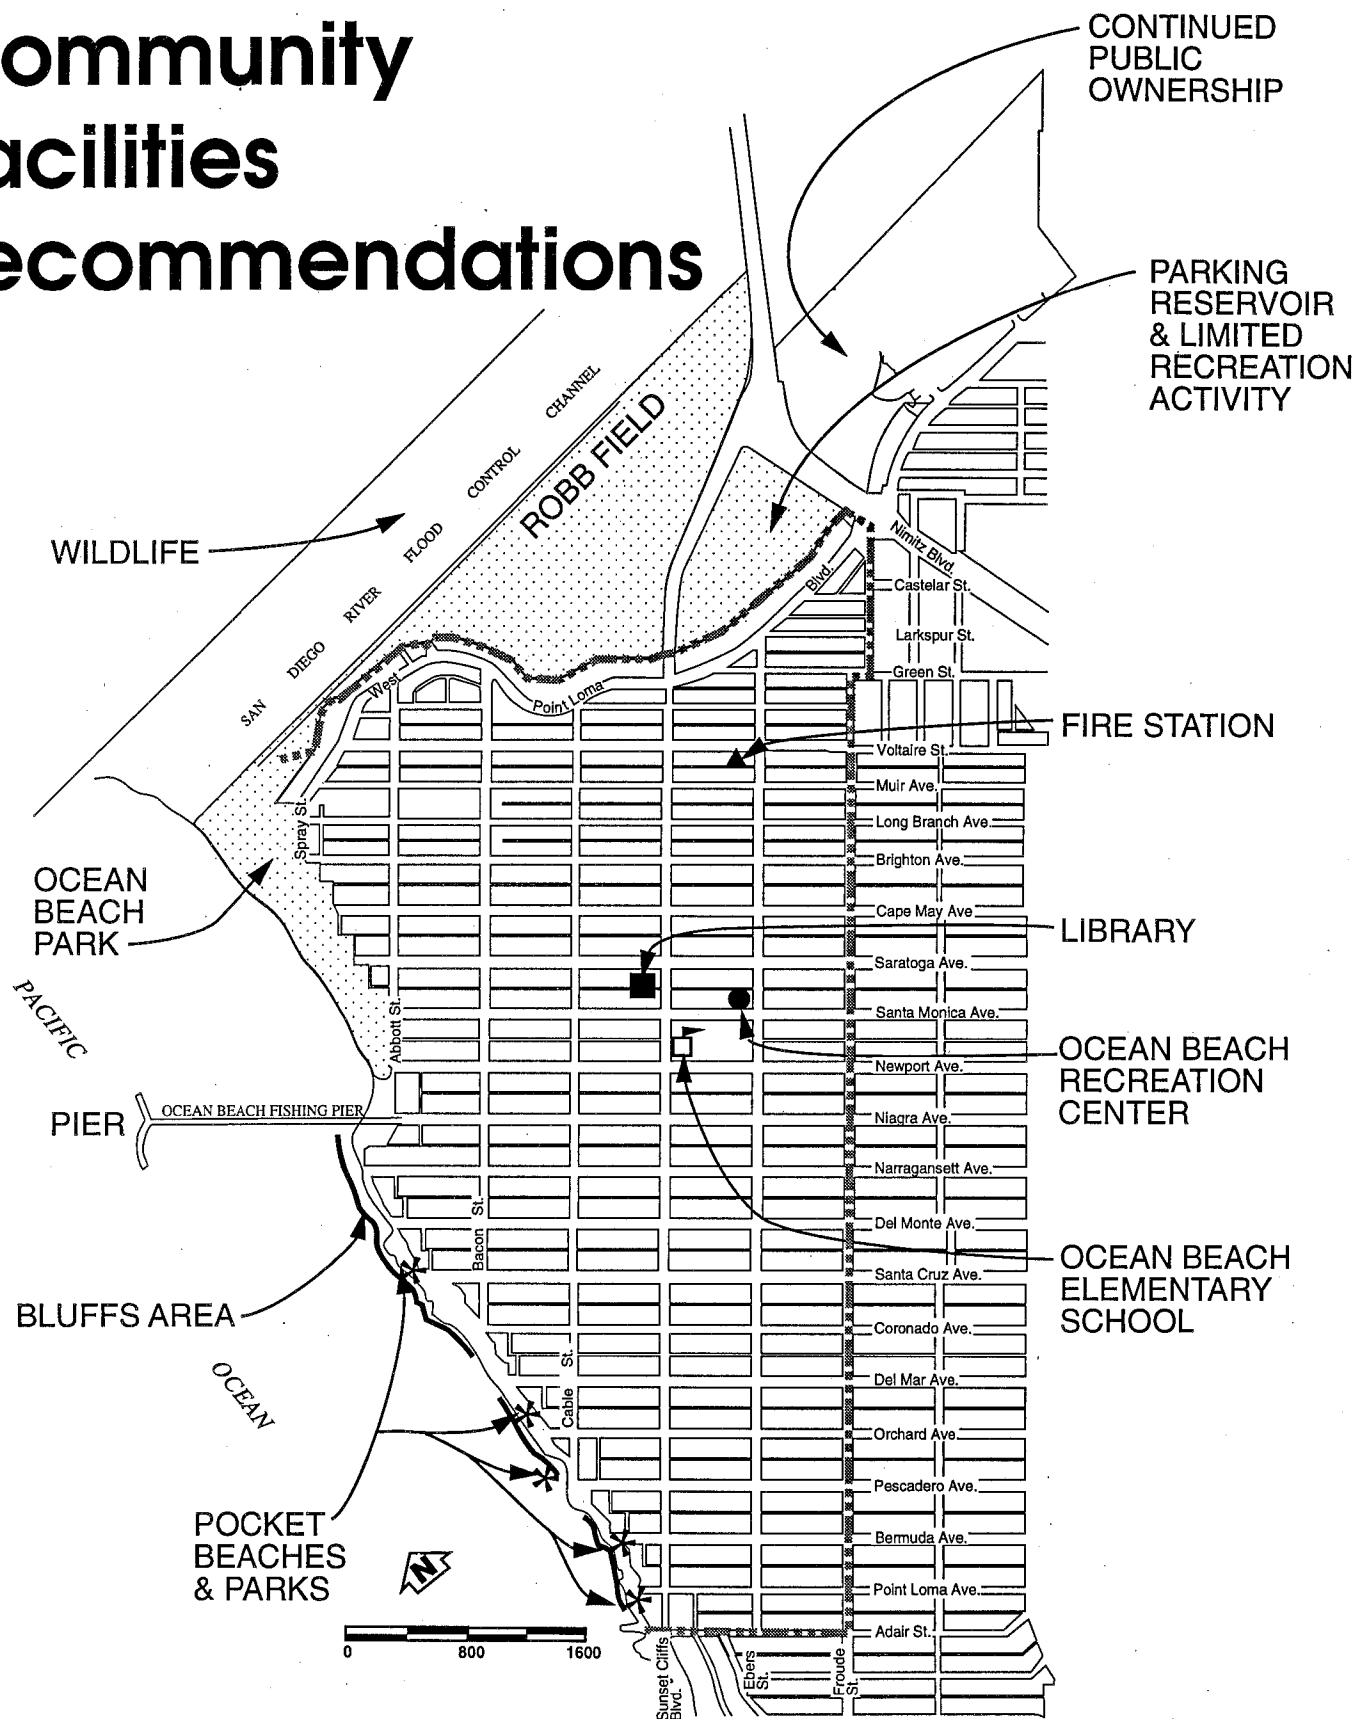 ommunity
acilities
ecommendations
CONTINUED
PUBLIC
OWNERSHIP
PARKING
RESERVOIR
& LIMITED
RECREATION
ACTIVITY
SAN DIEGO RIVER FLOOD CONTROL CHANNEL
ROBB FIELD
WILDLIFE
Nimitz Blvd.
Castelar St.
Larkspur St.
Green St.
West Point Loma Blvd.
FIRE STATION
Voltaire St.
Muir Ave.
Long Branch Ave.
Brighton Ave.
Spray St.
OCEAN
BEACH
PARK
Cape May Ave
LIBRARY
Saratoga Ave.
Santa Monica Ave.
Abbott St.
PACIFIC
OCEAN BEACH
RECREATION
CENTER
Newport Ave.
PIER
OCEAN BEACH FISHING PIER
Niagra Ave.
Narragansett Ave.
Bacon St.
Del Monte Ave.
OCEAN BEACH
ELEMENTARY
SCHOOL
Santa Cruz Ave.
BLUFFS AREA
Coronado Ave.
OCEAN
Cable St.
Del Mar Ave.
Orchard Ave.
Pescadero Ave.
POCKET
BEACHES
& PARKS
N
Bermuda Ave.
Point Loma Ave.
Adair St.
0 800 1600
Sunset Cliffs
Blvd.
Ebers
St.
Froude
St.